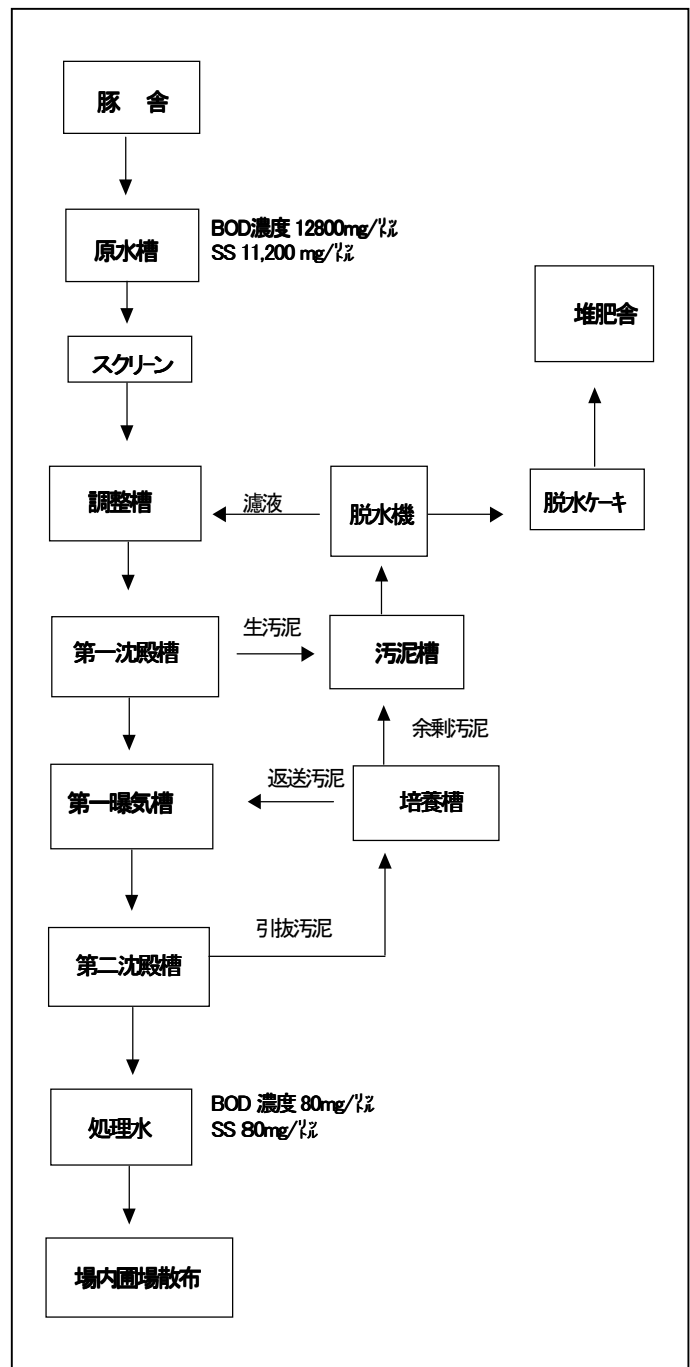 豚 舎
原水槽
BOD濃度 12800mg/㍑
SS 11,200 mg/㍑
スクリーン
堆肥舎
調整槽
濾液
脱水機
脱水ケーキ
第一沈殿槽
生汚泥
汚泥槽
余剰汚泥
第一曝気槽
返送汚泥
培養槽
第二沈殿槽
引抜汚泥
処理水
BOD 濃度 80mg/㍑
SS 80mg/㍑
場内圃場散布